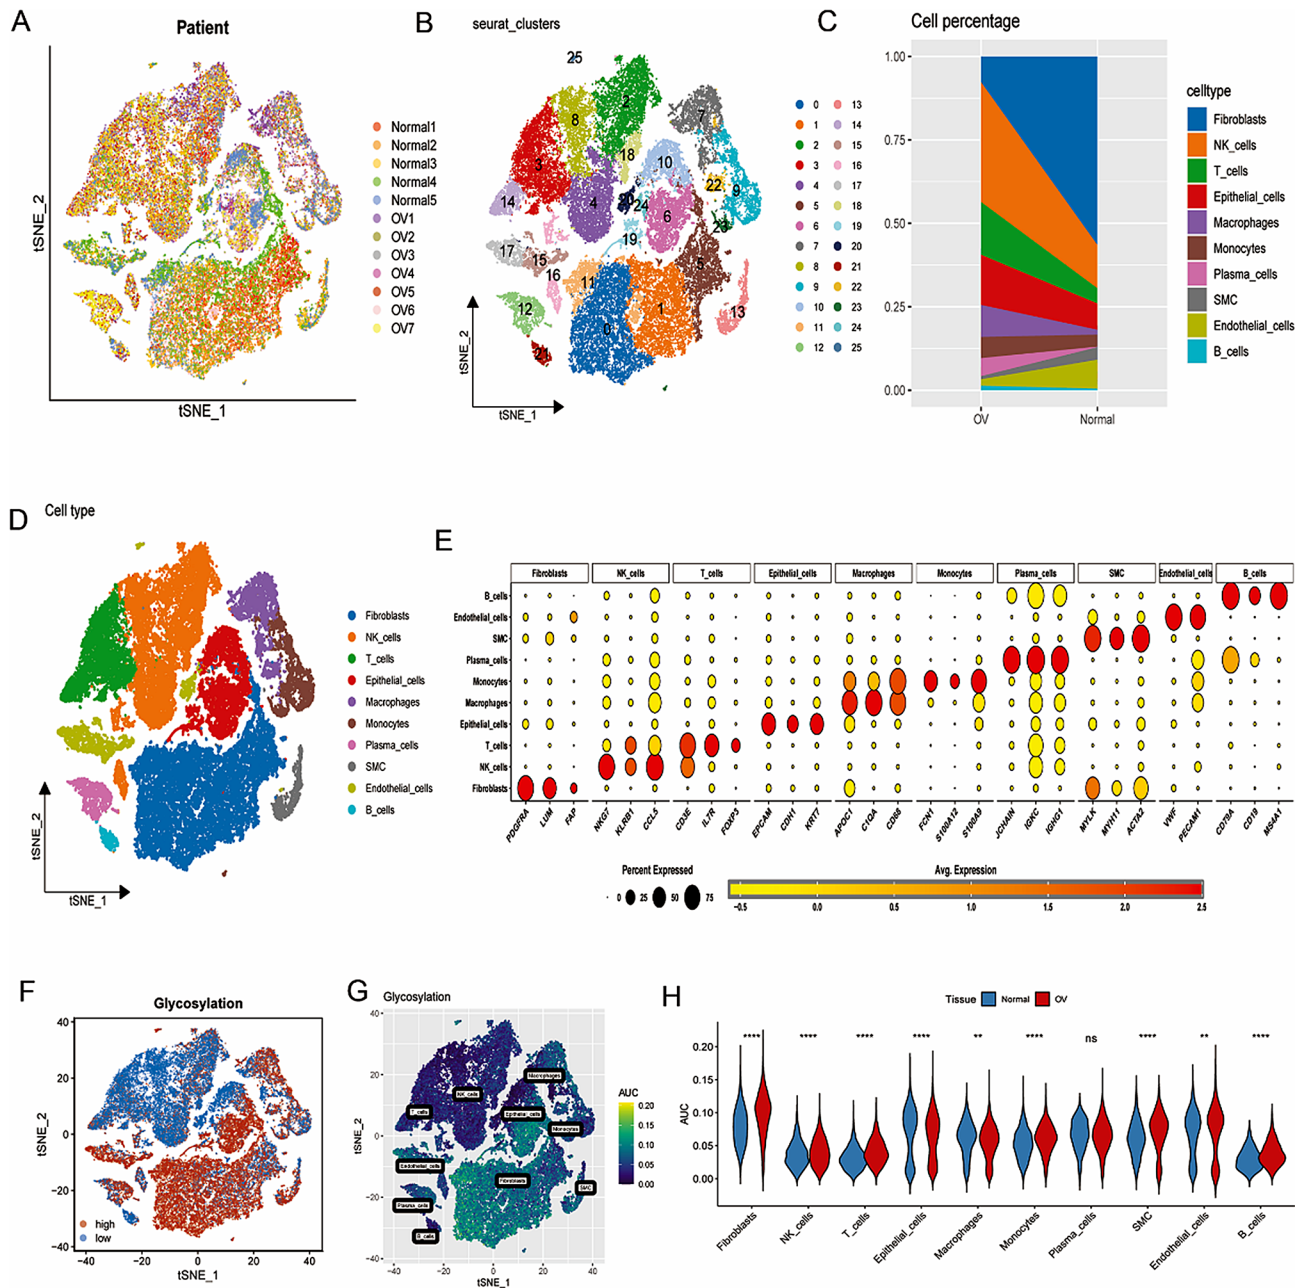 A
Patient
tSNE_2
tSNE_1
Normal1
Normal2
Normal3
Normal4
Normal5
OV1
OV2
OV3
OV4
OV5
OV6
OV7
B
seurat_clusters
25
2
8
7
3
18
10
22
9
14
4
24
6
23
19
17
15
5
16
11
12
0
1
13
21
tSNE_2
tSNE_1
0 13
1 14
2 15
3 16
4 17
5 18
6 19
7 20
8 21
9 22
10 23
11 24
12 25
C
Cell percentage
1.00
0.75
0.50
0.25
0.00
OV
Normal
celltype
Fibroblasts
NK_cells
T_cells
Epithelial_cells
Macrophages
Monocytes
Plasma_cells
SMC
Endothelial_cells
B_cells
D
Cell type
tSNE_2
tSNE_1
Fibroblasts
NK_cells
T_cells
Epithelial_cells
Macrophages
Monocytes
Plasma_cells
SMC
Endothelial_cells
B_cells
E
Fibroblasts NK_cells T_cells Epithelial_cells Macrophages Monocytes Plasma_cells SMC Endothelial_cells B_cells
B_cells
Endothelial_cells
SMC
Plasma_cells
Monocytes
Macrophages
Epithelial_cells
T_cells
NK_cells
Fibroblasts
PDGFRA LUM FAP NKG7 KLRB1 CCL5 CD3E IL7R FOXP3 EPCAM CDH1 KRT7 APOC1 C1QA CD68 FCN1 S100A12 S100A9 JCHAIN IGKC IGHG1 MYLK MYH11 ACTA2 VWF PECAM1 CD79A CD19 MS4A1
Percent Expressed
0 25 50 75
Avg. Expression
−0.5 0.0 0.5 1.0 1.5 2.0 2.5
F
Glycosylation
40
20
0
−20
−40
tSNE_2
high
low
−40 −20 0 20 40
tSNE_1
G
Glycosylation
40
20
0
−20
−40
tSNE_2
Macrophages
NK_cells
T_cells
Epithelial_cells
Monocytes
Endothelial_cells
Fibroblasts
SMC
Plasma_cells
B_cells
−40 −20 0 20 40
tSNE_1
AUC
0.20
0.15
0.10
0.05
0.00
H
Tissue Normal OV
**** **** **** **** ** **** ns **** ** ****
0.20
0.15
0.10
0.05
0.00
AUC
Fibroblasts NK_cells T_cells Epithelial_cells Macrophages Monocytes Plasma_cells SMC Endothelial_cells B_cells